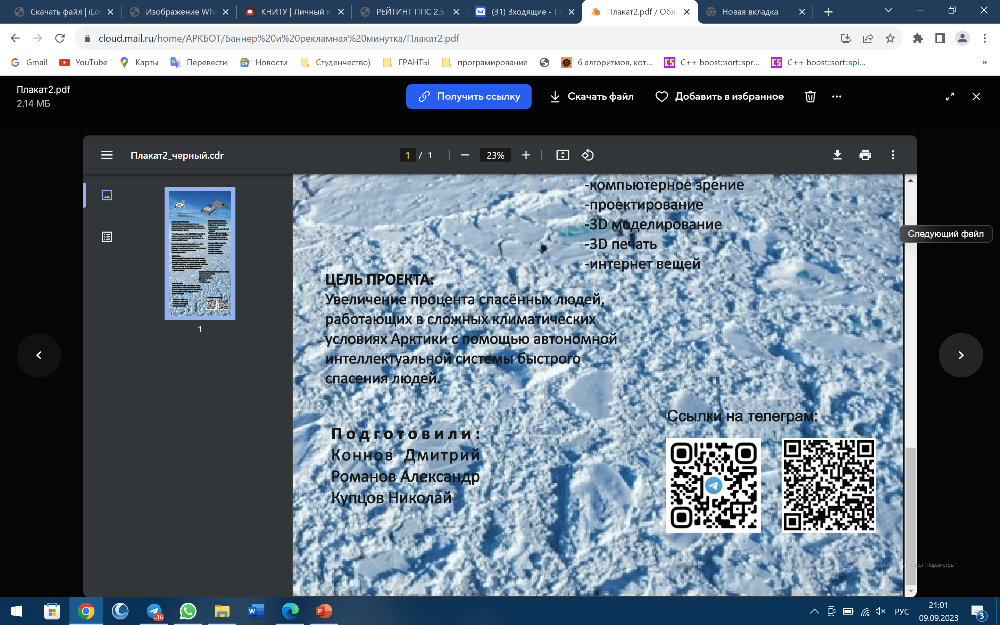 Скачать файл | iLov
Изображение Wha
КНИТУ | Личный к
РЕЙТИНГ ППС 2.5.
(31) Входящие - По
Плакат2.pdf / Обла
Новая вкладка
cloud.mail.ru/home/АРКБОТ/Баннер%20и%20рекламная%20минутка/Плакат2.pdf
Gmail
YouTube
Карты
Перевести
Новости
Студенчество)
ГРАНТЫ
програмирование
6 алгоритмов, кот...
C++ boost::sort::spr...
C++ boost::sort::spi...
»
Плакат2.pdf
2.14 МБ
Получить ссылку
Скачать файл
Добавить в избранное
Плакат2_черный.cdr
1 / 1
23%
1
Следующий файл
-компьютерное зрение
-проектирование
-3D моделирование
-3D печать
-интернет вещей
ЦЕЛЬ ПРОЕКТА:
Увеличение процента спасённых людей,
работающих в сложных климатических
условиях Арктики с помощью автономной
интеллектуальной системы быстрого
спасения людей.
Ссылки на телеграм:
Подготовили:
Коннов Дмитрий
Романов Александр
Купцов Николай
"Параметры".
..16
РУС
21:01
09.09.2023
3